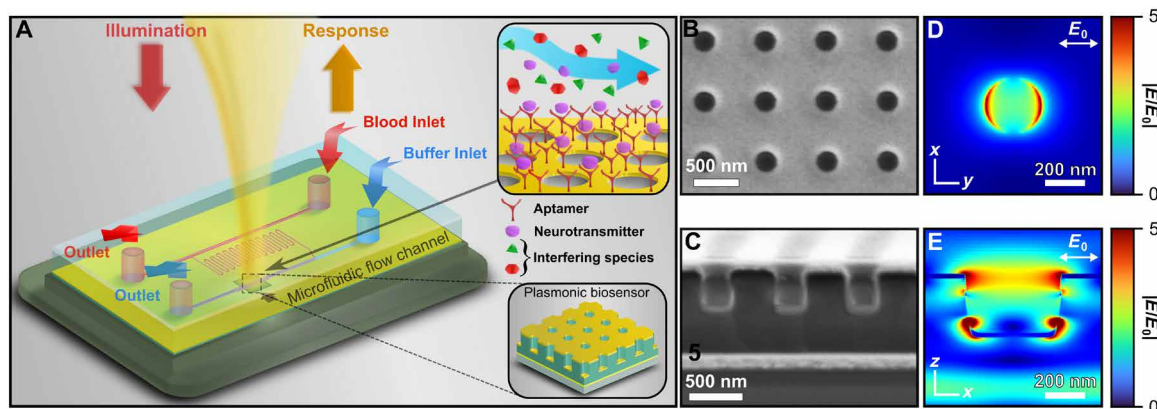 A
Illumination
Response
Blood Inlet
Buffer Inlet
Outlet
Outlet
Microfluidic flow channel
Aptamer
Neurotransmitter
Interfering species
Plasmonic biosensor
B
500 nm
C
5
500 nm
D
E0
x
y
200 nm
5
|E/E0|
0
E
E0
z
x
200 nm
5
|E/E0|
0